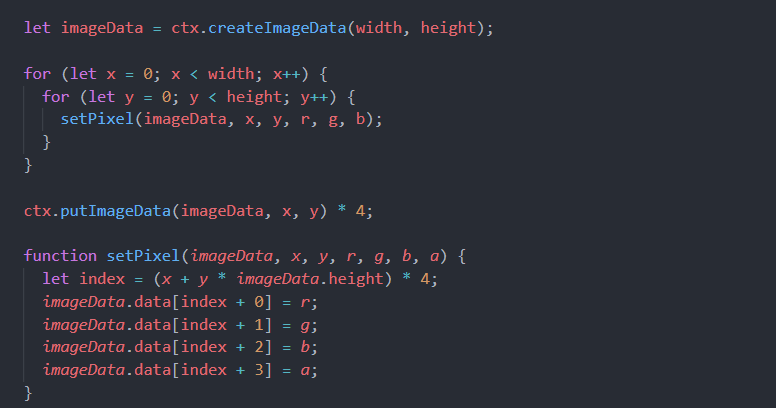 let imageData = ctx.createImageData(width, height);
for (let x = 0; x < width; x++) {
for (let y = 0; y < height; y++) {
setPixel(imageData, x, y, r, g, b);
}
}
ctx.putImageData(imageData, x, y) * 4;
function setPixel(imageData, x, y, r, g, b, a) {
let index = (x + y * imageData.height) * 4;
imageData.data[index + 0] = r;
imageData.data[index + 1] = g;
imageData.data[index + 2] = b;
imageData.data[index + 3] = a;
}